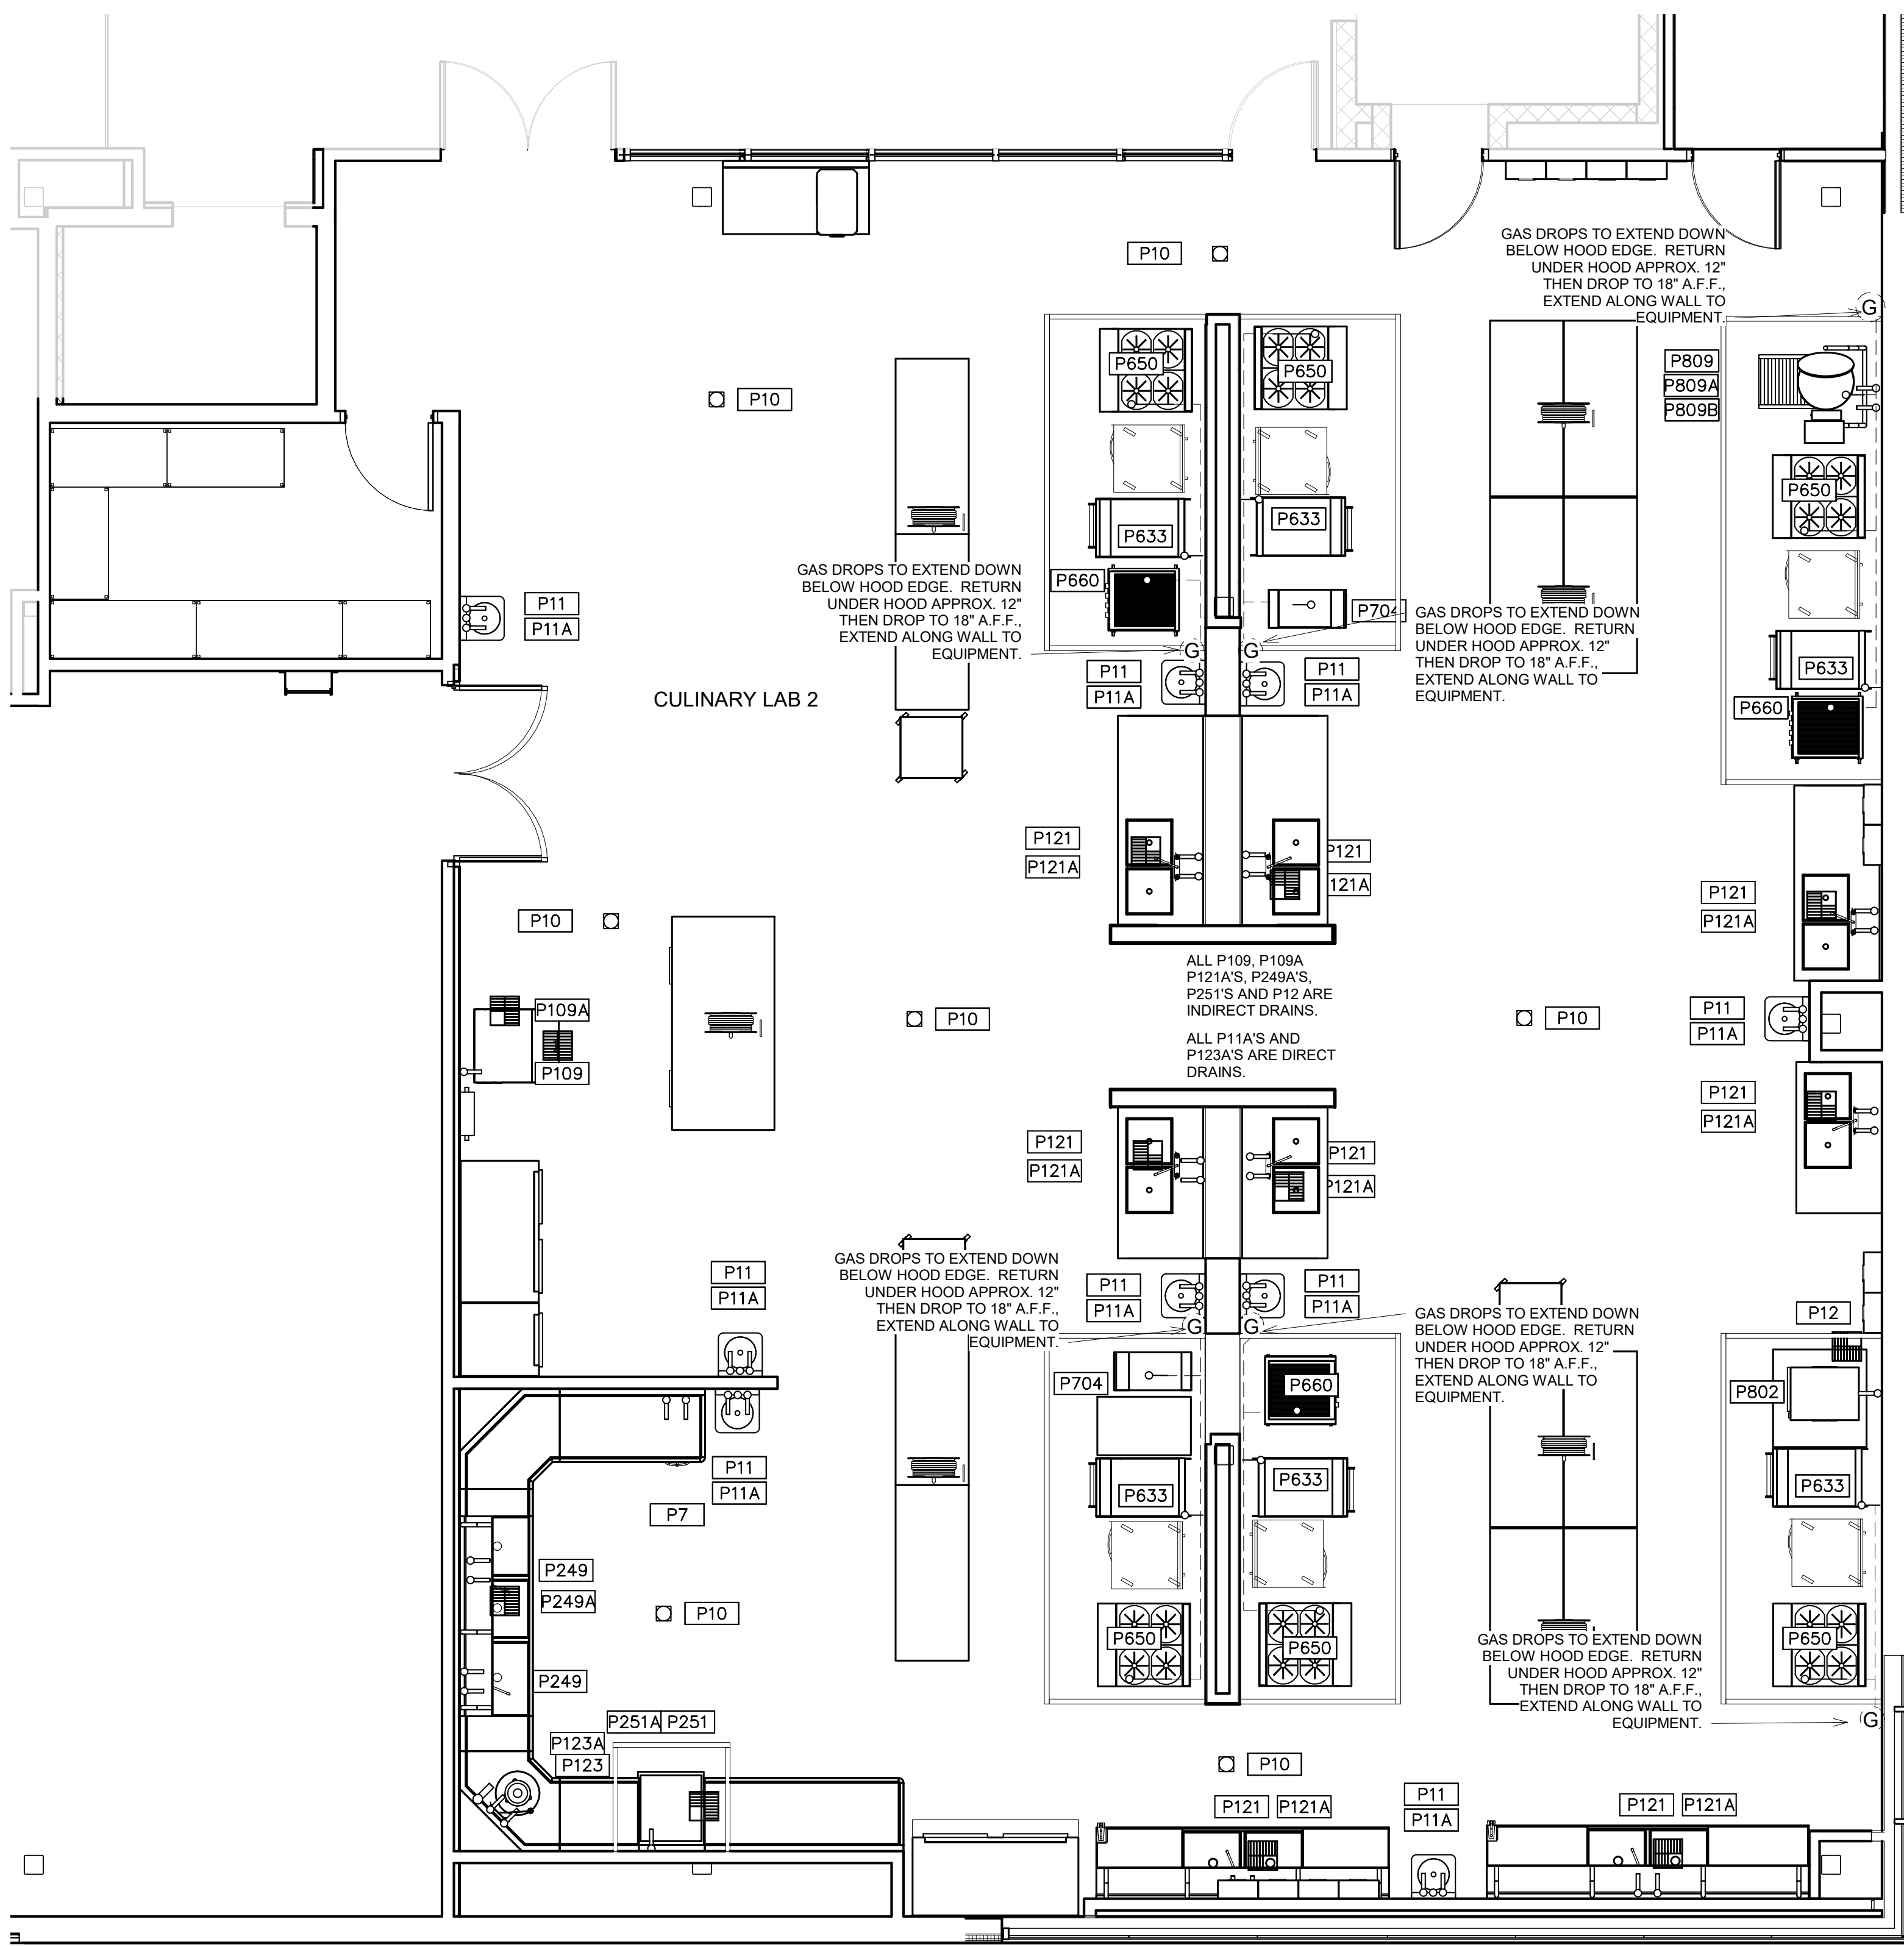 GAS DROPS TO EXTEND DOWN
BELOW HOOD EDGE. RETURN
UNDER HOOD APPROX. 12"
THEN DROP TO 18" A.F.F.,
EXTEND ALONG WALL TO
EQUIPMENT.
G
P10
P10
P650
P650
P809
P809A
P809B
P650
P633
P633
P660
P704
GAS DROPS TO EXTEND DOWN
BELOW HOOD EDGE. RETURN
UNDER HOOD APPROX. 12"
THEN DROP TO 18" A.F.F.,
EXTEND ALONG WALL TO
EQUIPMENT.
G
G
GAS DROPS TO EXTEND DOWN
BELOW HOOD EDGE. RETURN
UNDER HOOD APPROX. 12"
THEN DROP TO 18" A.F.F.,
EXTEND ALONG WALL TO
EQUIPMENT.
P11
P11A
P11
P11A
P11
P11A
P633
P660
CULINARY LAB 2
P121
P121A
P121
121A
P121
P121A
P10
ALL P109, P109A
P121A'S, P249A'S,
P251'S AND P12 ARE
INDIRECT DRAINS.
ALL P11A'S AND
P123A'S ARE DIRECT
DRAINS.
P109A
P109
P10
P10
P11
P11A
P121
P121A
P121
P121A
P121
P121A
P11
P11A
P11
P11A
P11
P11A
GAS DROPS TO EXTEND DOWN
BELOW HOOD EDGE. RETURN
UNDER HOOD APPROX. 12"
THEN DROP TO 18" A.F.F.,
EXTEND ALONG WALL TO
EQUIPMENT.
G
G
GAS DROPS TO EXTEND DOWN
BELOW HOOD EDGE. RETURN
UNDER HOOD APPROX. 12"
THEN DROP TO 18" A.F.F.,
EXTEND ALONG WALL TO
EQUIPMENT.
P12
P704
P660
P802
P11
P11A
P7
P633
P633
P633
P249
P249A
P10
P249
P650
P650
P650
GAS DROPS TO EXTEND DOWN
BELOW HOOD EDGE. RETURN
UNDER HOOD APPROX. 12"
THEN DROP TO 18" A.F.F.,
EXTEND ALONG WALL TO
EQUIPMENT.
G
P251A P251
P123A
P123
P10
P121 P121A
P11
P11A
P121 P121A